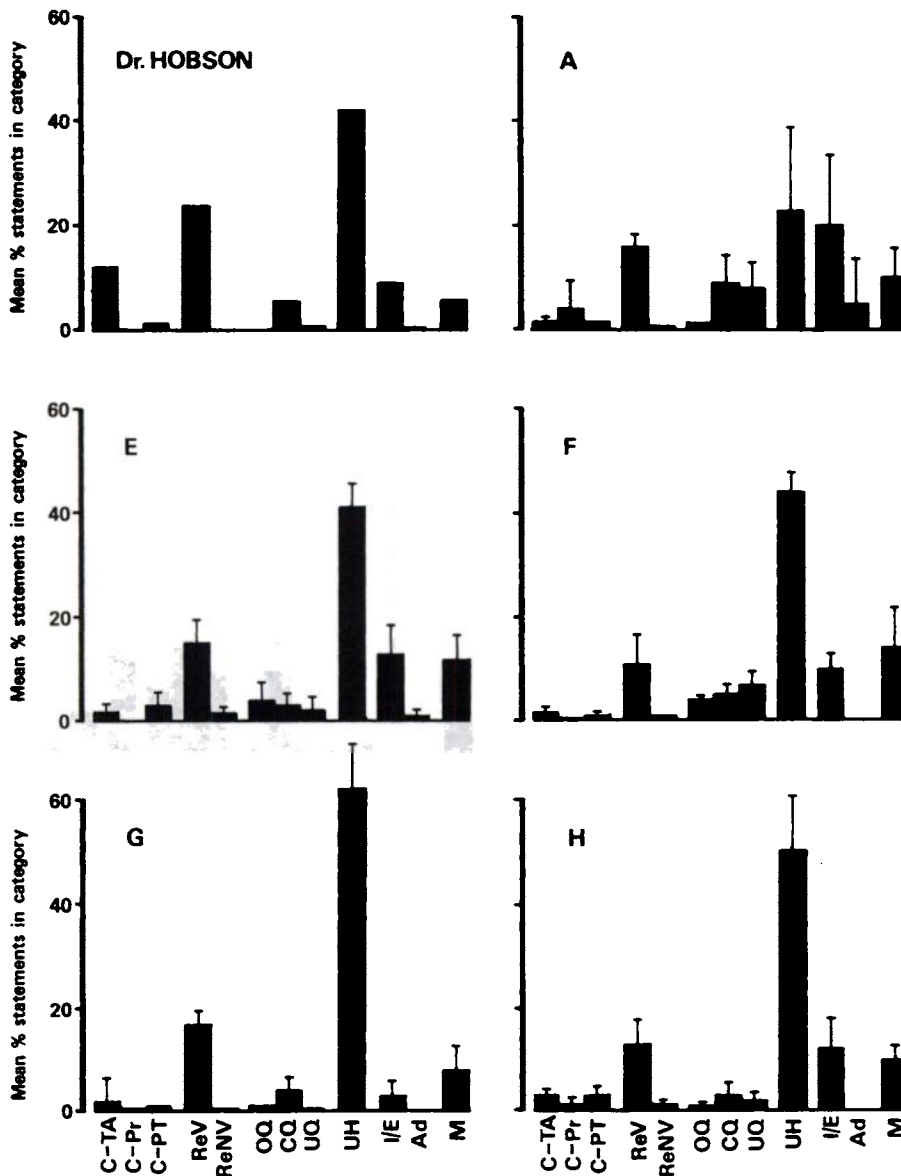 60
40
20
0
Mean % statements in category
Dr. HOBSON
A
60
40
20
0
Mean % statements in category
E
F
60
40
20
0
Mean % statements in category
G
H
C-TA
C-Pr
C-PT
ReV
ReNV
OQ
CQ
UQ
UH
I/E
Ad
M
C-TA
C-Pr
C-PT
ReV
ReNV
OQ
CQ
UQ
UH
I/E
Ad
M